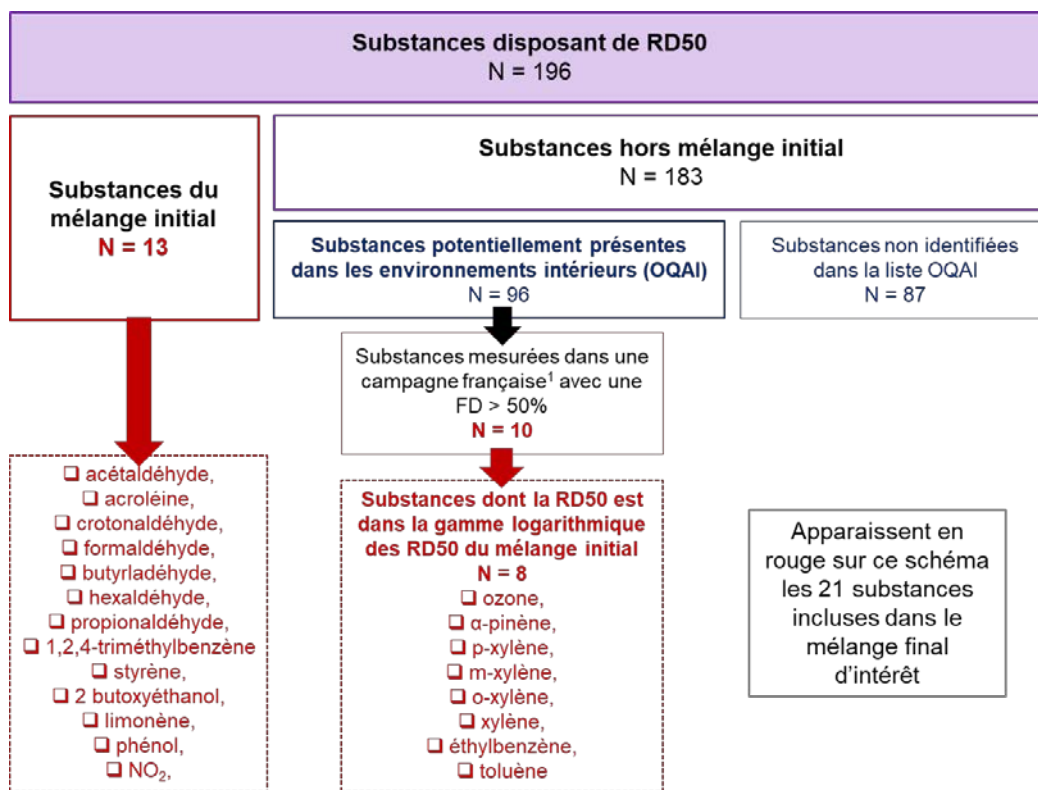 Substances disposant de RD50
N = 196
Substances du
mélange initial
N = 13
Substances hors mélange initial
N = 183
Substances potentiellement présentes
dans les environnements intérieurs (OQAI)
N = 96
Substances non identifiées
dans la liste OQAI
N = 87
Substances mesurées dans une
campagne française¹ avec une
FD > 50%
N = 10
❑ acétaldéhyde,
❑ acroléine,
❑ crotonaldéhyde,
❑ formaldéhyde,
❑ butyrladéhyde,
❑ hexaldéhyde,
❑ propionaldéhyde,
❑ 1,2,4-triméthylbenzène
❑ styrène,
❑ 2 butoxyéthanol,
❑ limonène,
❑ phénol,
❑ NO₂,
Substances dont la RD50 est
dans la gamme logarithmique
des RD50 du mélange initial
N = 8
❑ ozone,
❑ α-pinène,
❑ p-xylène,
❑ m-xylène,
❑ o-xylène,
❑ xylène,
❑ éthylbenzène,
❑ toluène
Apparaissent en
rouge sur ce schéma
les 21 substances
incluses dans le
mélange final
d'intérêt